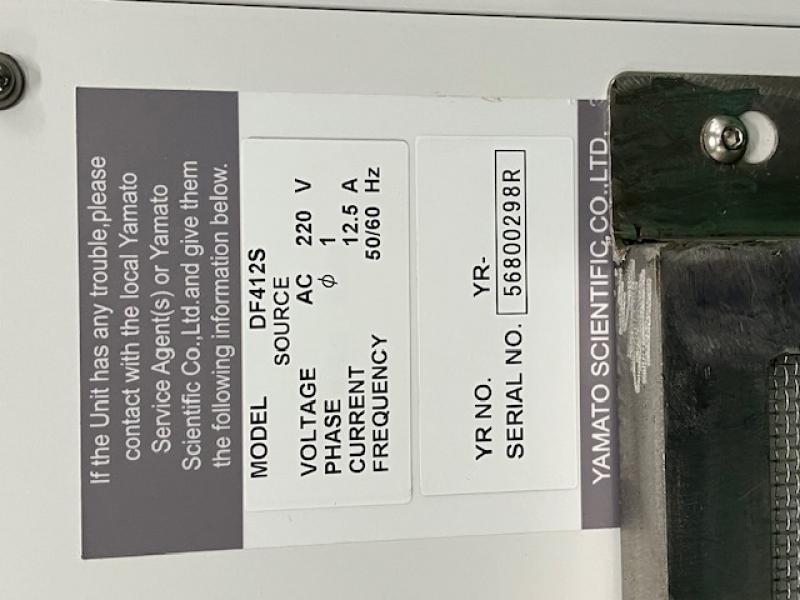 If the Unit has any trouble,please
contact with the local Yamato
Service Agent(s) or Yamato
Scientific Co.,Ltd.and give them
the following information below.
MODEL DF412S
SOURCE
VOLTAGE AC 220 V
PHASE ϕ 1
CURRENT 12.5 A
FREQUENCY 50/60 Hz
YR NO. YR-
SERIAL NO. 56800298R
YAMATO SCIENTIFIC CO.,LTD.